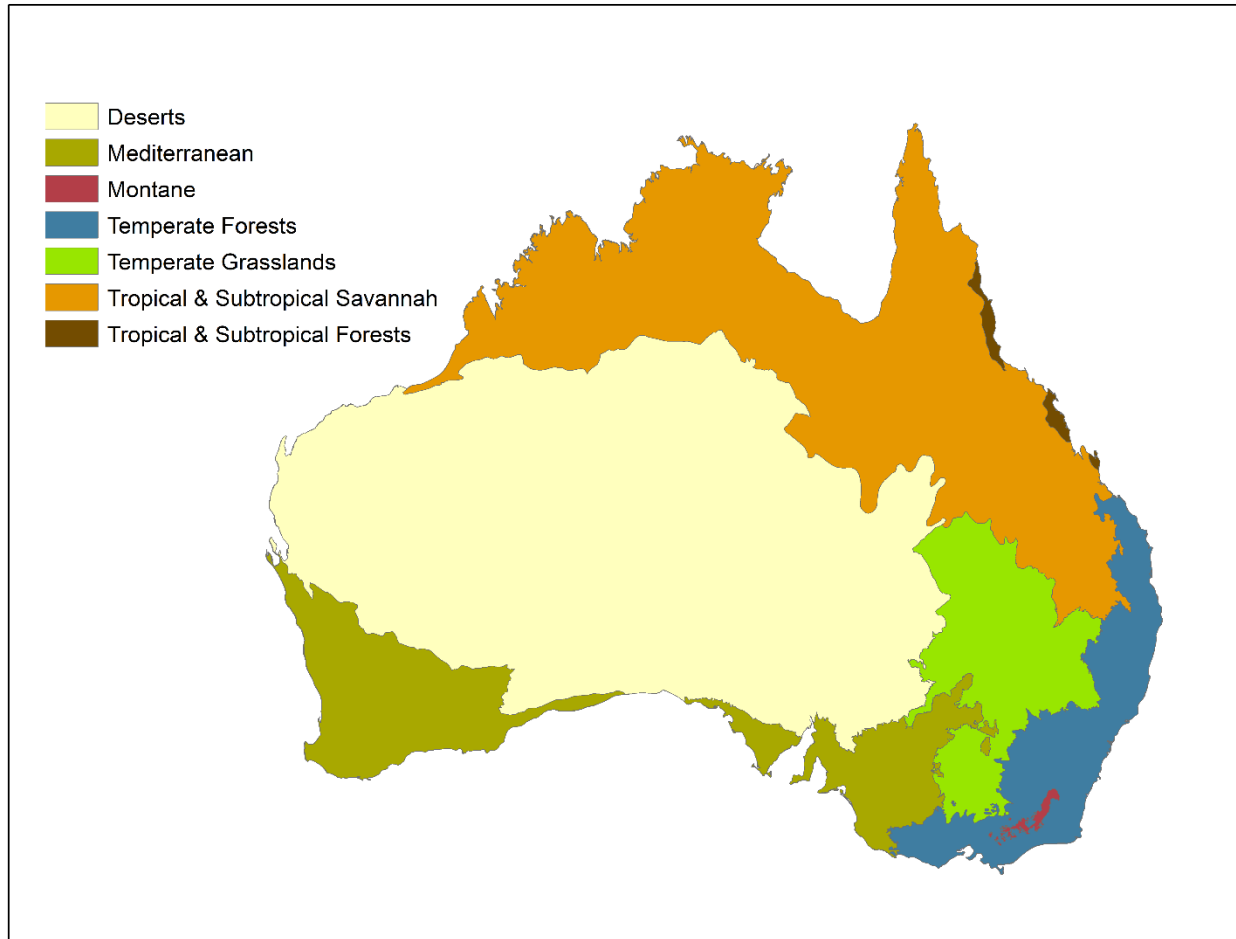 Deserts
Mediterranean
Montane
Temperate Forests
Temperate Grasslands
Tropical & Subtropical Savannah
Tropical & Subtropical Forests